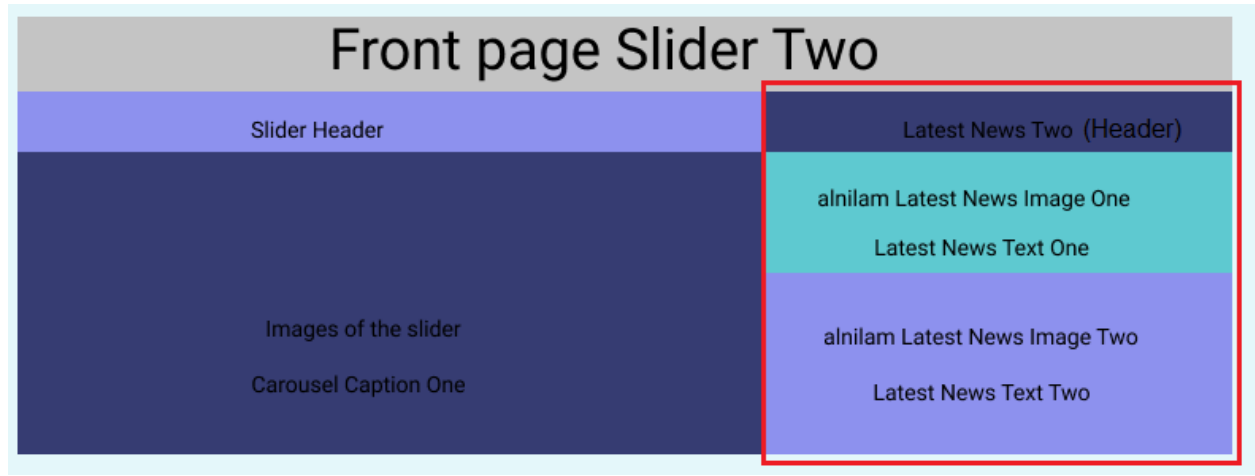 Front page Slider Two
Slider Header
Latest News Two (Header)
alnilam Latest News Image One
Latest News Text One
Images of the slider
Carousel Caption One
alnilam Latest News Image Two
Latest News Text Two